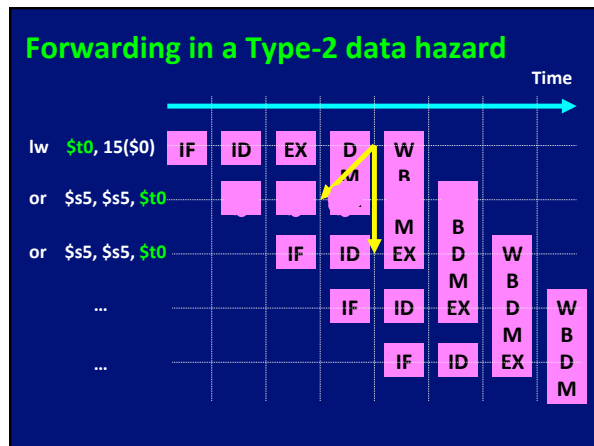 Forwarding in a Type-2 data hazard
Time
lw $t0, 15($0) IF ID EX D M W B
or $s5, $s5, $t0
M B
or $s5, $s5, $t0 IF ID EX D M W B
… IF ID EX D M W B
… IF ID EX D M